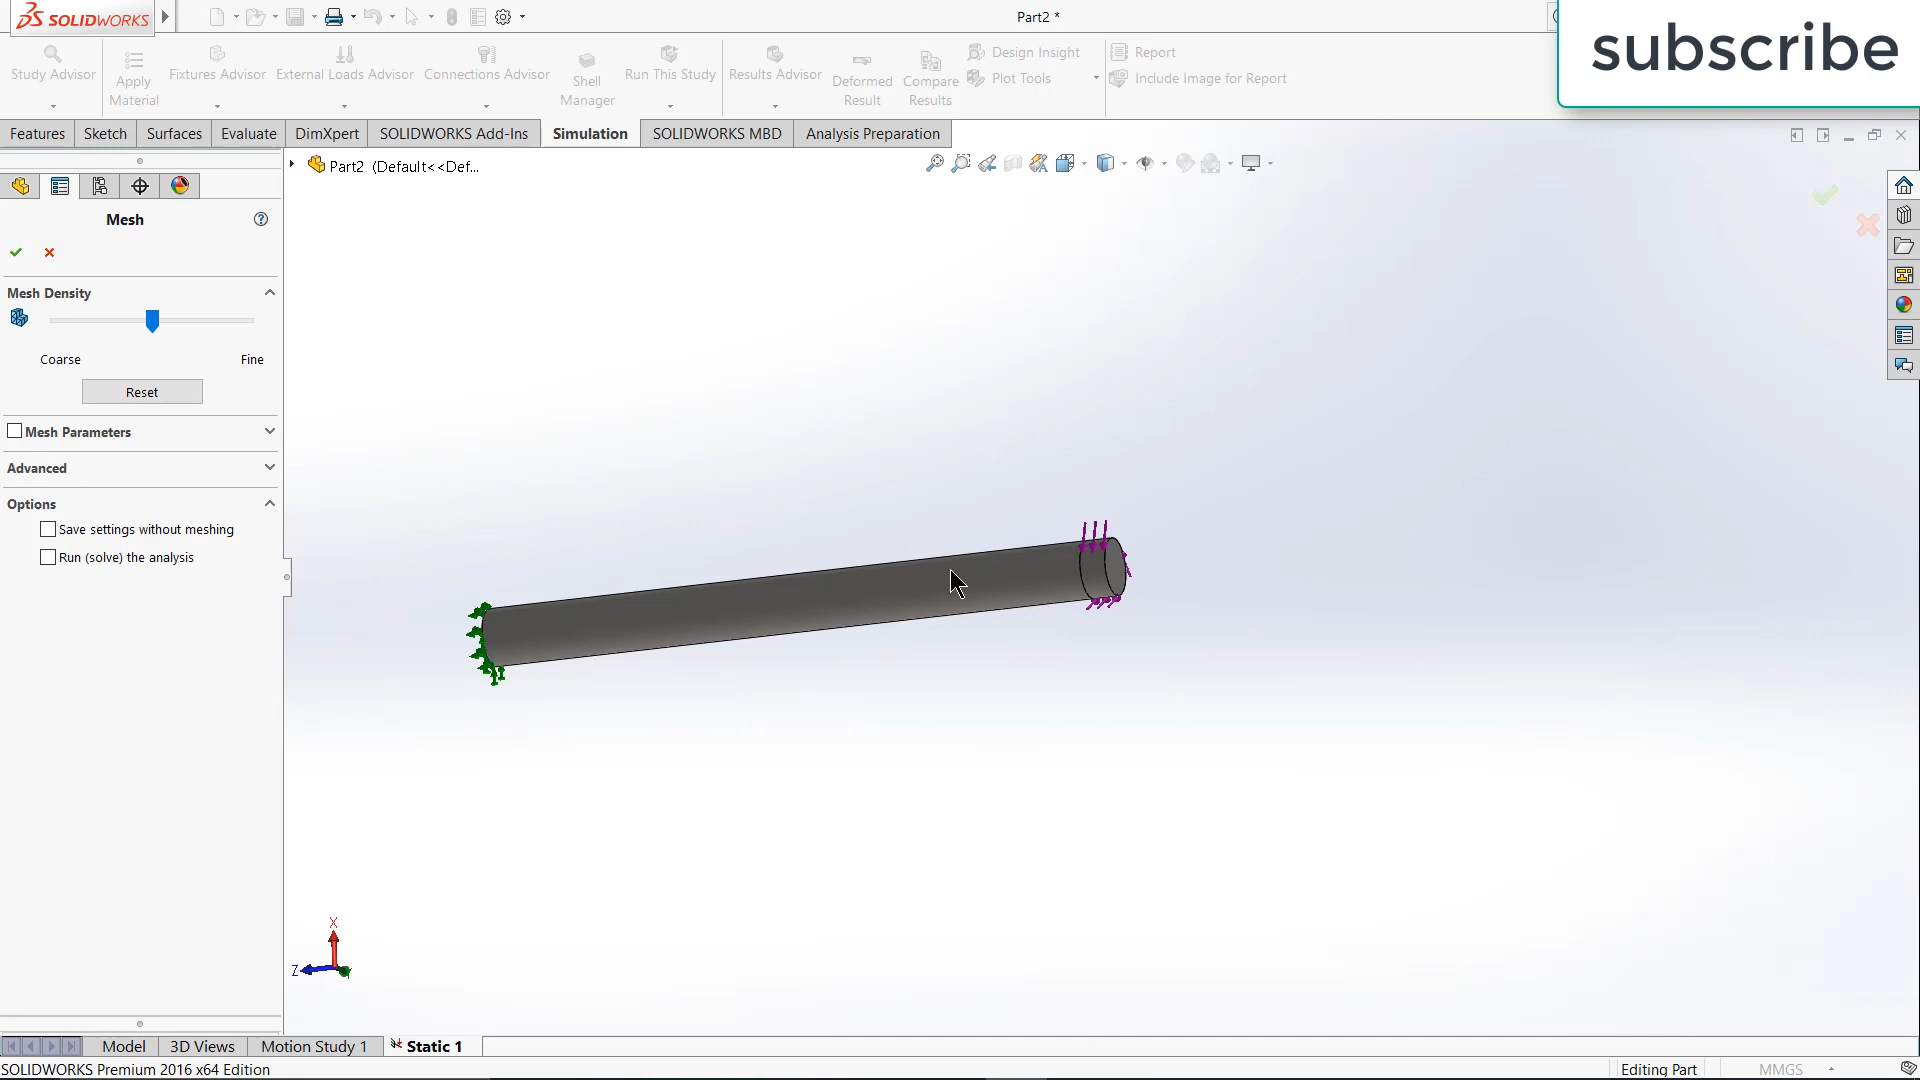 SOLIDWORKS
Part2 *
subscribe
Study Advisor
Apply Material
Fixtures Advisor
External Loads Advisor
Connections Advisor
Shell Manager
Run This Study
Results Advisor
Deformed Result
Compare Results
Design Insight
Plot Tools
Report
Include Image for Report
Features
Sketch
Surfaces
Evaluate
DimXpert
SOLIDWORKS Add-Ins
Simulation
SOLIDWORKS MBD
Analysis Preparation
Part2 (Default<<Def...
Mesh
Mesh Density
Coarse
Fine
Reset
Mesh Parameters
Advanced
Options
Save settings without meshing
Run (solve) the analysis
X
Z
Model
3D Views
Motion Study 1
Static 1
SOLIDWORKS Premium 2016 x64 Edition
Editing Part
MMGS